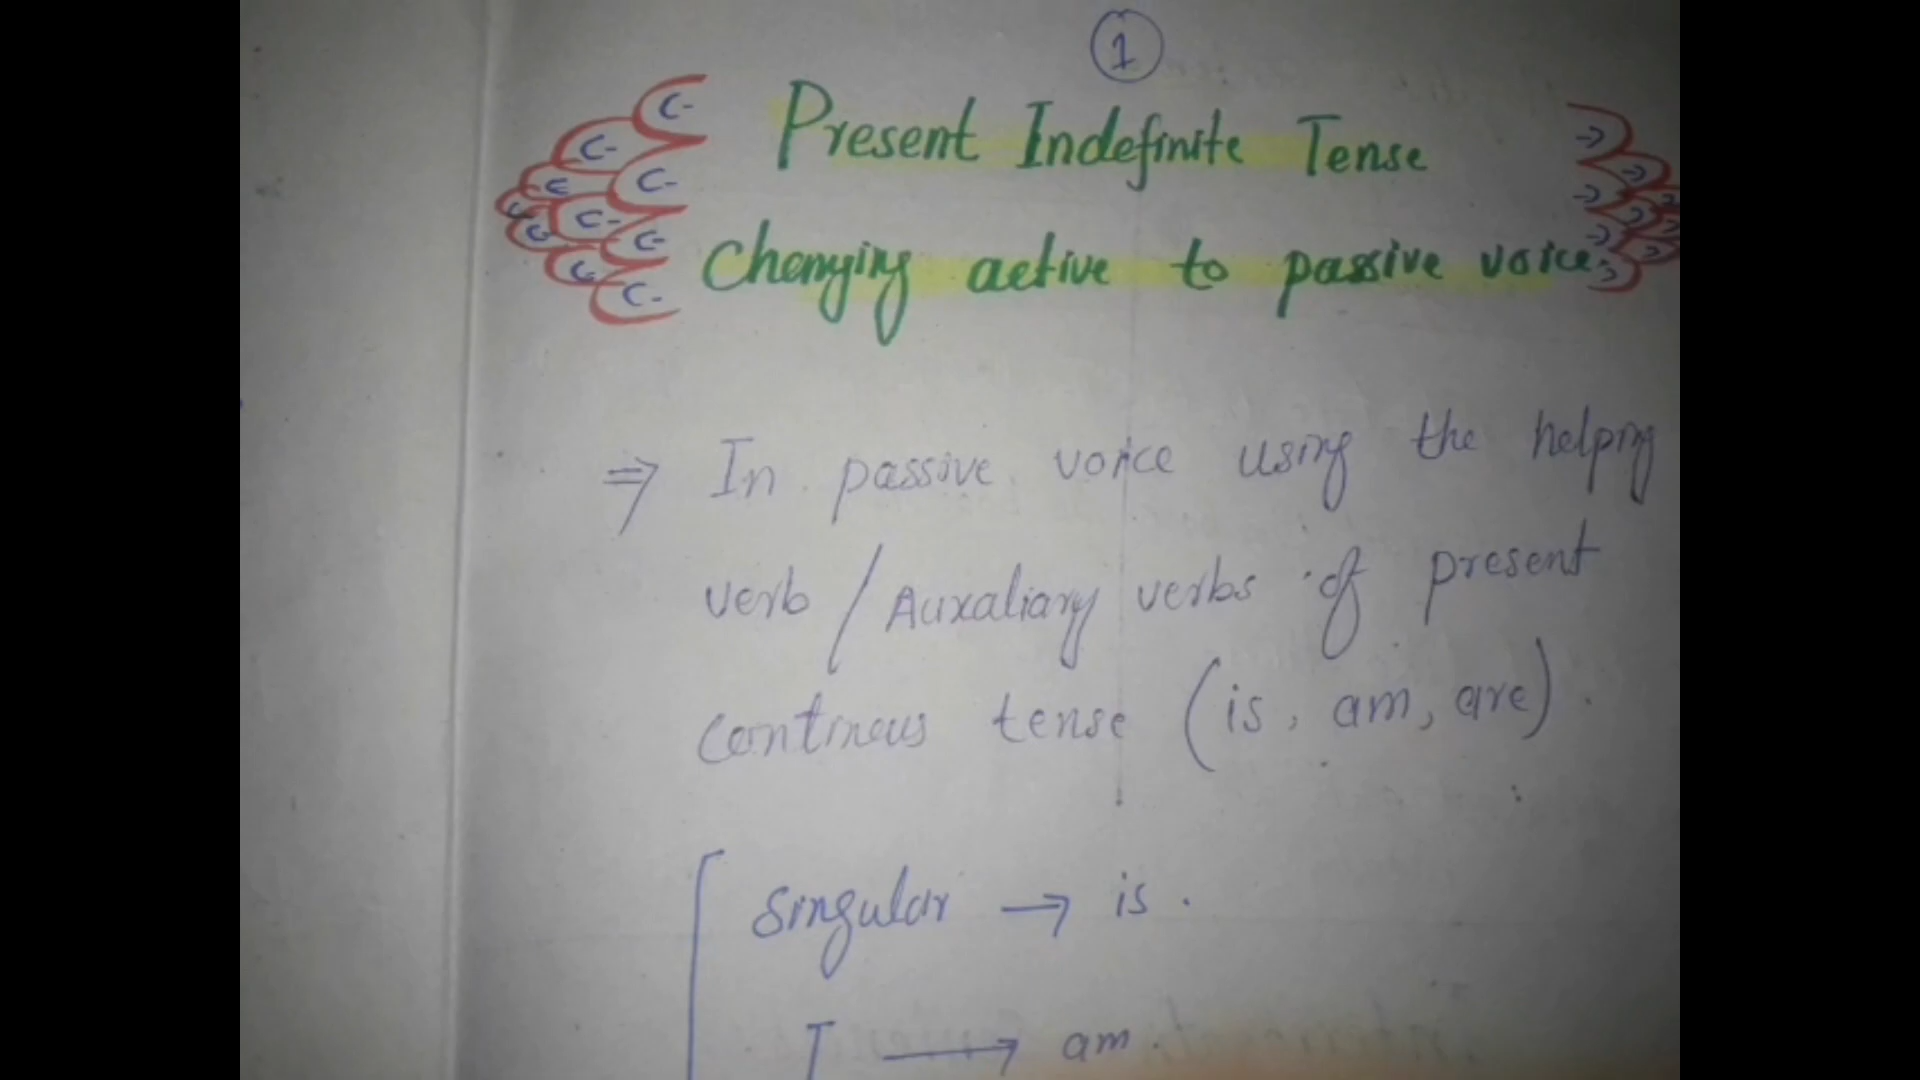 1
Present Indefinite Tense
Changing active to passive voice.
⇒ In passive voice using the helping
verb / Auxaliary verbs of present
continous tense (is, am, are).
Singular → is.
I → am.